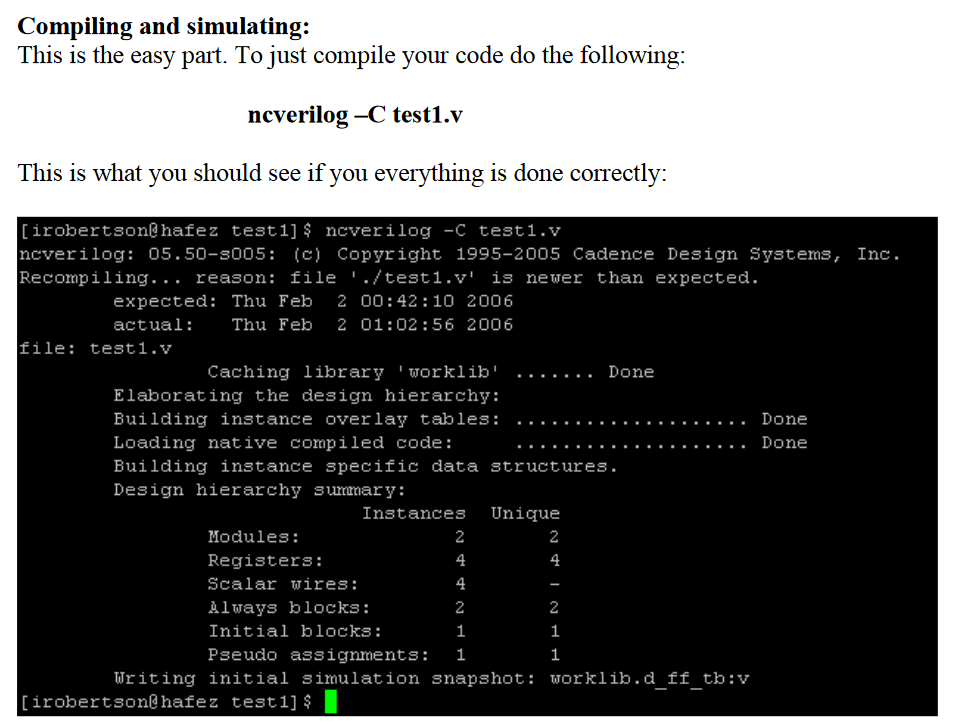 Compiling and simulating:
This is the easy part. To just compile your code do the following:
ncverilog –C test1.v
This is what you should see if you everything is done correctly:
[irobertson@hafez test1]$ ncverilog -C test1.v
ncverilog: 05.50-s005: (c) Copyright 1995-2005 Cadence Design Systems, Inc.
Recompiling... reason: file './test1.v' is newer than expected.
expected: Thu Feb  2 00:42:10 2006
actual:   Thu Feb  2 01:02:56 2006
file: test1.v
Caching library 'worklib' ....... Done
Elaborating the design hierarchy:
Building instance overlay tables: .................... Done
Loading native compiled code:     .................... Done
Building instance specific data structures.
Design hierarchy summary:
Instances  Unique
Modules:           2       2
Registers:         4       4
Scalar wires:      4       -
Always blocks:     2       2
Initial blocks:    1       1
Pseudo assignments:  1       1
Writing initial simulation snapshot: worklib.d_ff_tb:v
[irobertson@hafez test1]$